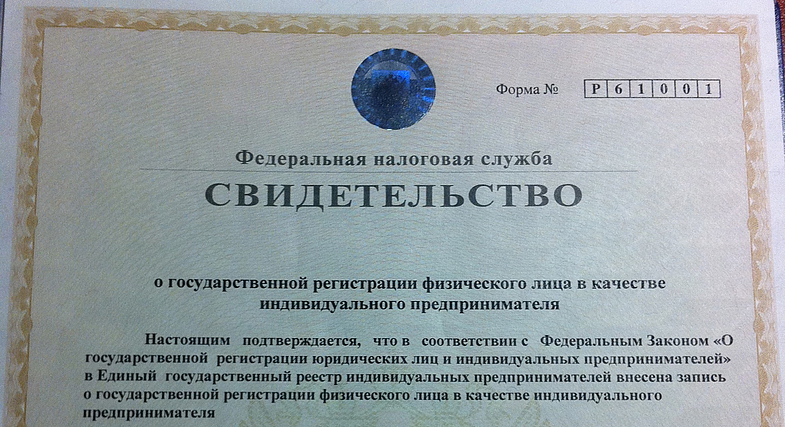 Форма № Р61001
Федеральная налоговая служба
СВИДЕТЕЛЬСТВО
о государственной регистрации физического лица в качестве
индивидуального предпринимателя
Настоящим подтверждается, что в соответствии с Федеральным Законом «О
государственной регистрации юридических лиц и индивидуальных предпринимателей»
в Единый государственный реестр индивидуальных предпринимателей внесена запись
о государственной регистрации физического лица в качестве индивидуального
предпринимателя